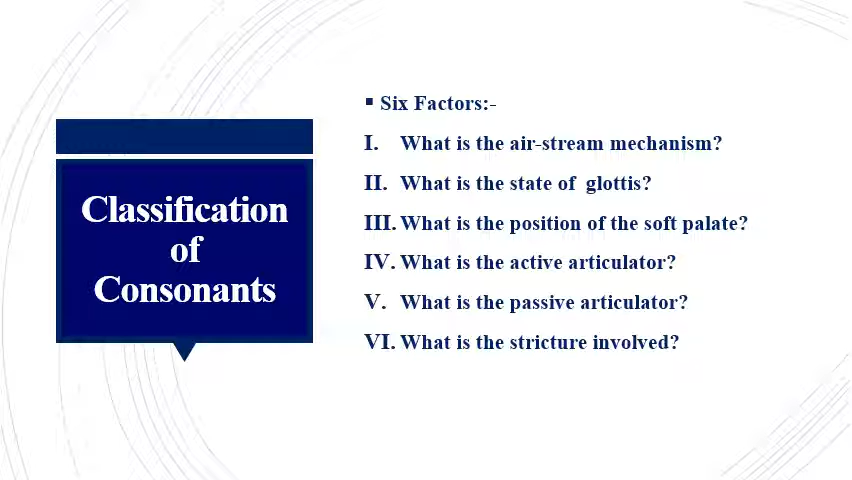 Classification
of
Consonants
▪ Six Factors:-
I. What is the air-stream mechanism?
II. What is the state of glottis?
III. What is the position of the soft palate?
IV. What is the active articulator?
V. What is the passive articulator?
VI. What is the stricture involved?